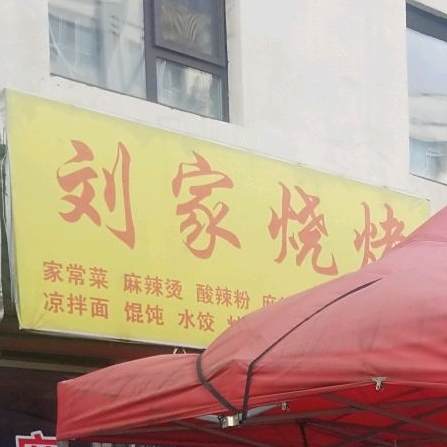 刘家烧烤
家常菜 麻辣烫 酸辣粉
凉拌面 馄饨 水饺